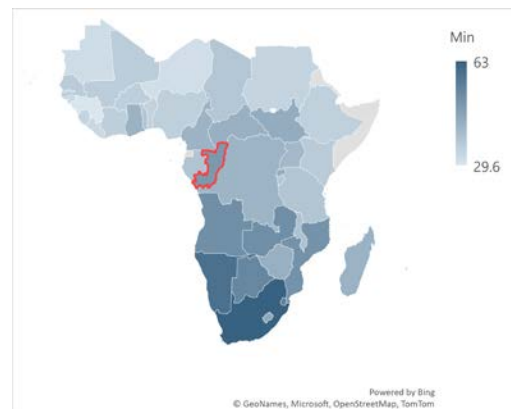 Min
63
29.6
Powered by Bing
© GeoNames, Microsoft, OpenStreetMap, TomTom